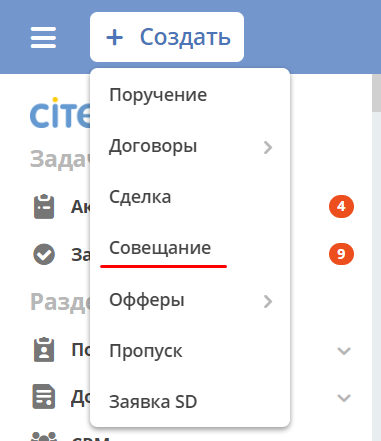 Создать
Поручение
cite
Договоры
Задач
Сделка
Ак
4
Совещание
За
9
Офферы
Разде
Пропуск
По
Заявка SD
До
CRM